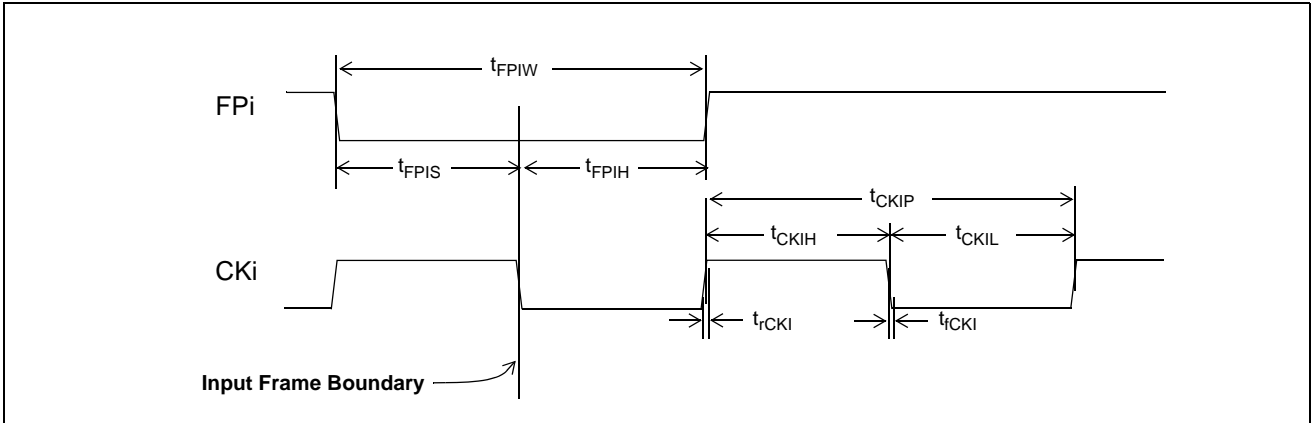 tFPIW
FPi
tFPIS
tFPIH
tCKIP
tCKIH
tCKIL
CKi
trCKI
tfCKI
Input Frame Boundary